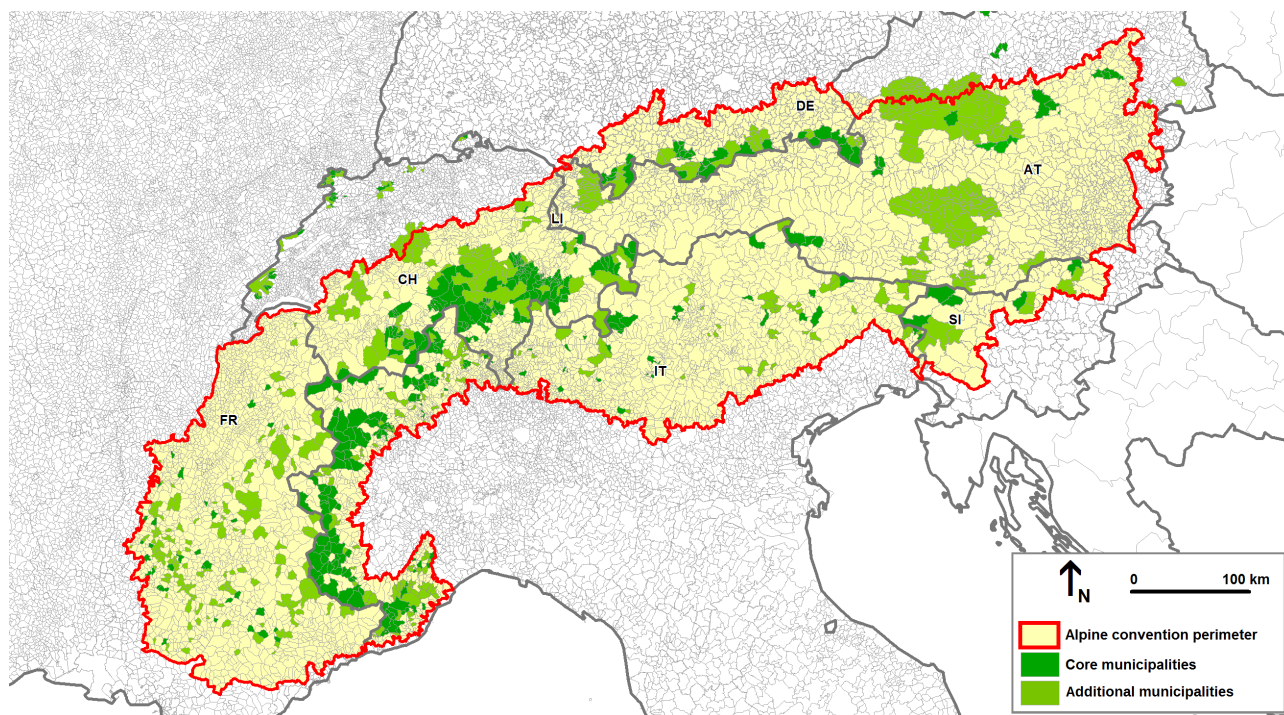 DE
AT
LI
CH
SI
IT
FR
N
0 100 km
Alpine convention perimeter
Core municipalities
Additional municipalities